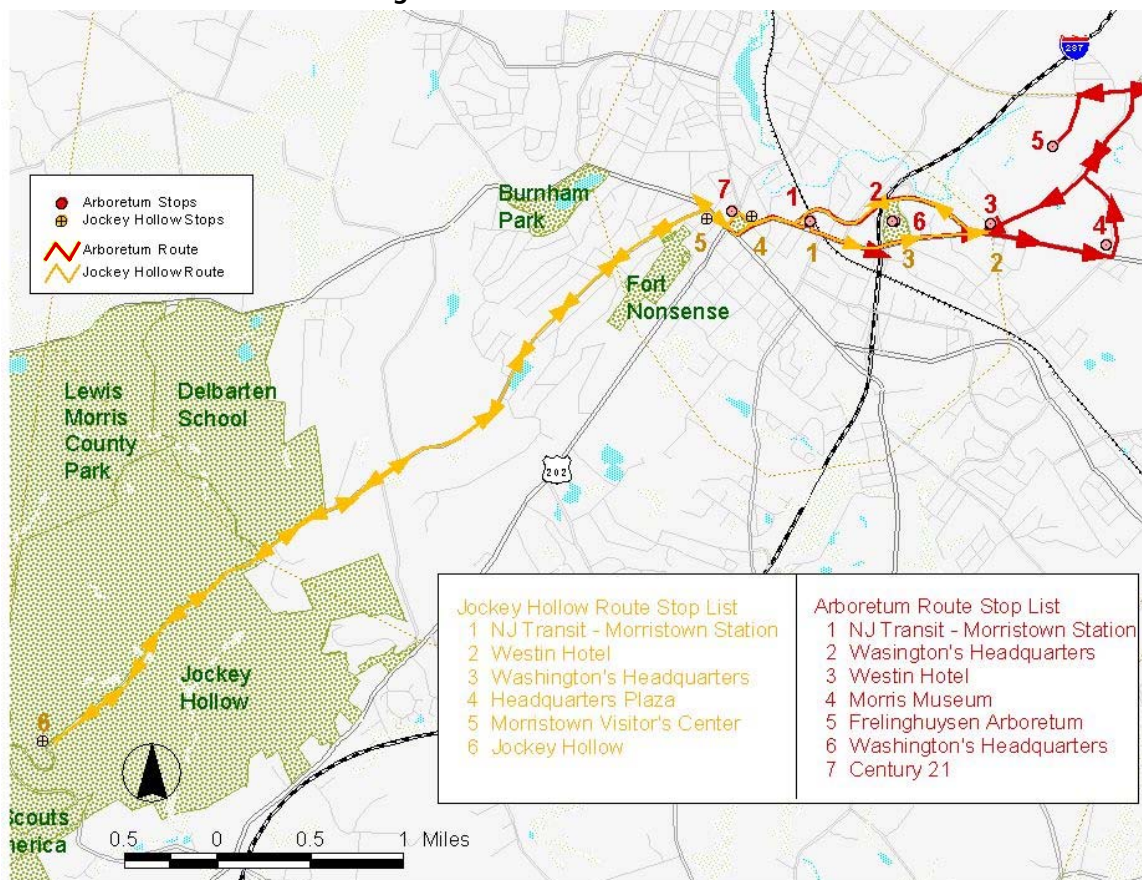 287
5
Burnham
Park
7
1
2
3
4
6
5
4
1
3
2
Arboretum Stops
Jockey Hollow Stops
Arboretum Route
Jockey Hollow Route
Fort
Nonsense
Lewis
Morris
County
Park
Delbarten
School
202
Jockey
Hollow
6
Scouts
merica
0.5 0 0.5 1 Miles
Jockey Hollow Route Stop List
1 NJ Transit - Morristown Station
2 Westin Hotel
3 Washington's Headquarters
4 Headquarters Plaza
5 Morristown Visitor's Center
6 Jockey Hollow
Arboretum Route Stop List
1 NJ Transit - Morristown Station
2 Wasington's Headquarters
3 Westin Hotel
4 Morris Museum
5 Frelinghuysen Arboretum
6 Washington's Headquarters
7 Century 21